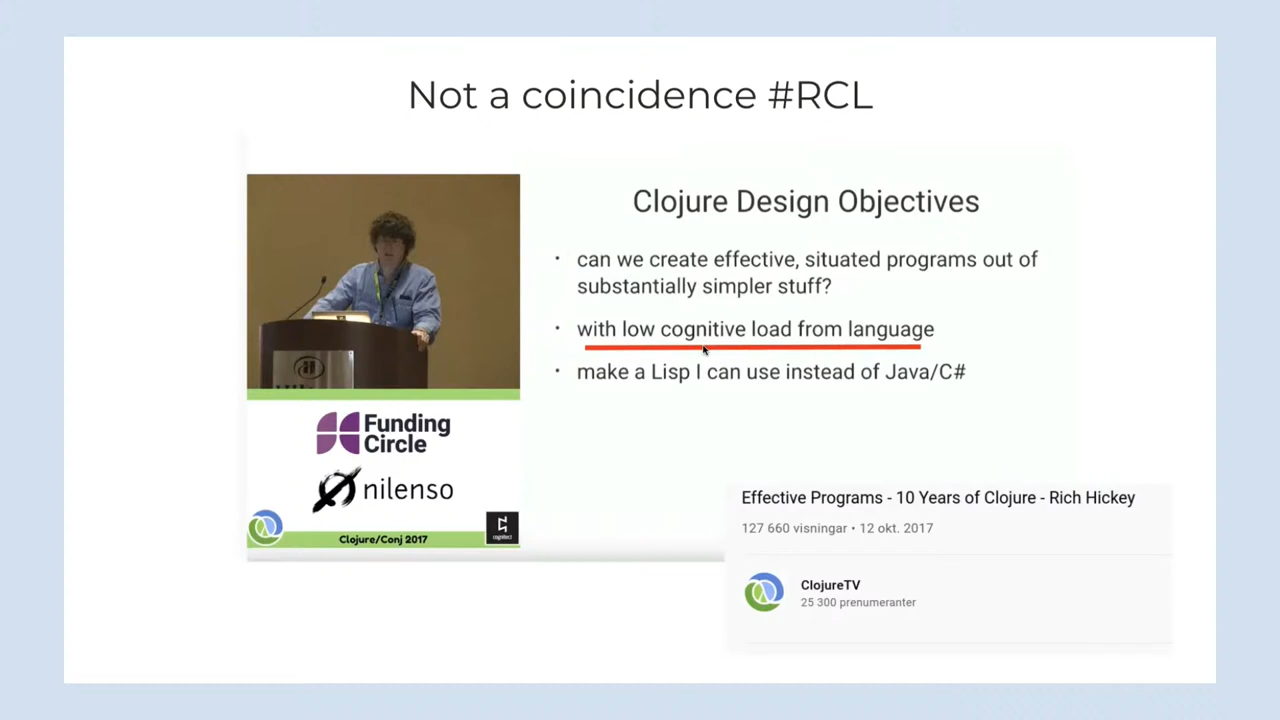 Not a coincidence #RCL
Clojure Design Objectives
· can we create effective, situated programs out of
substantially simpler stuff?
· with low cognitive load from language
· make a Lisp I can use instead of Java/C#
Funding
Circle
nilenso
Clojure/Conj 2017
cognitect
Effective Programs - 10 Years of Clojure - Rich Hickey
127 660 visningar • 12 okt. 2017
ClojureTV
25 300 prenumeranter